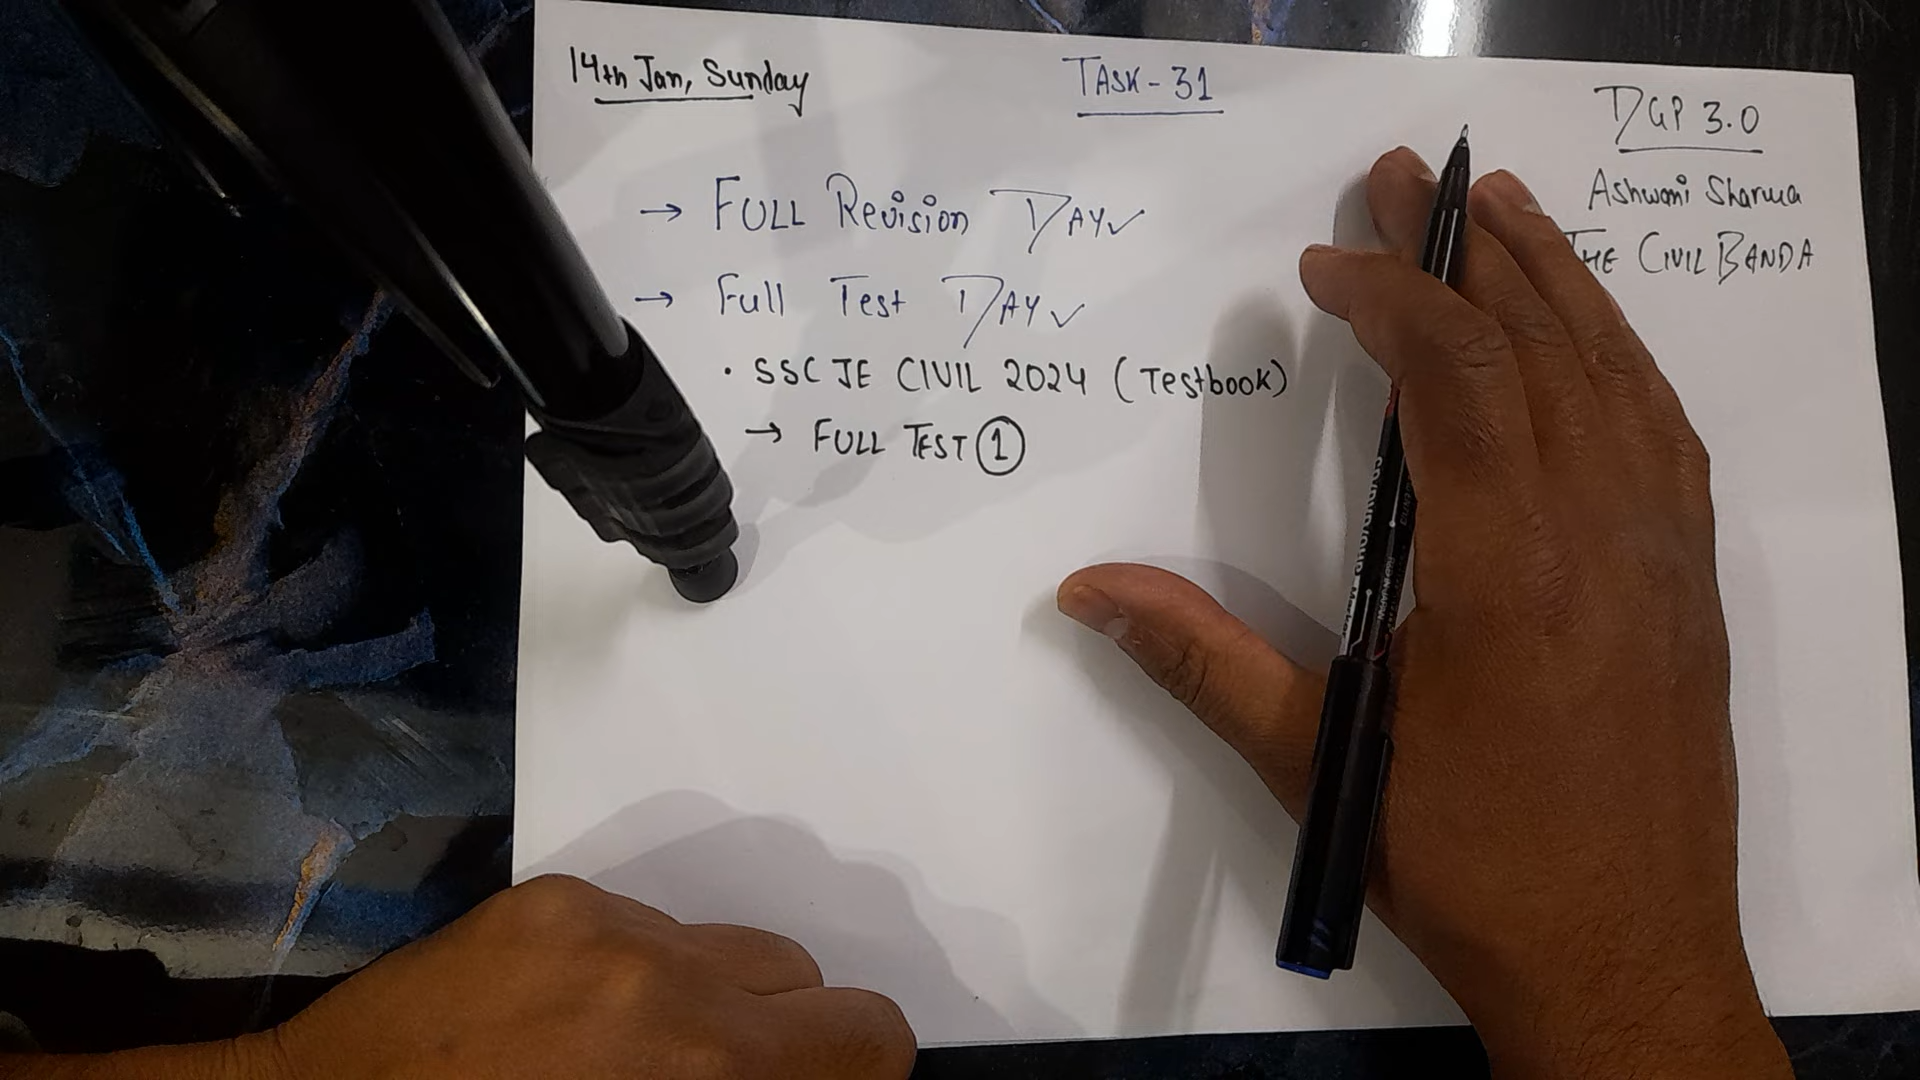 14th Jan, Sunday
TASK-31
DGP 3.0
Ashwani Sharma
THE CIVIL BANDA
→ FULL Revision DAY✓
→ Full Test DAY✓
• SSC JE CIVIL 2024 (Testbook)
→ FULL TEST ①
Marker